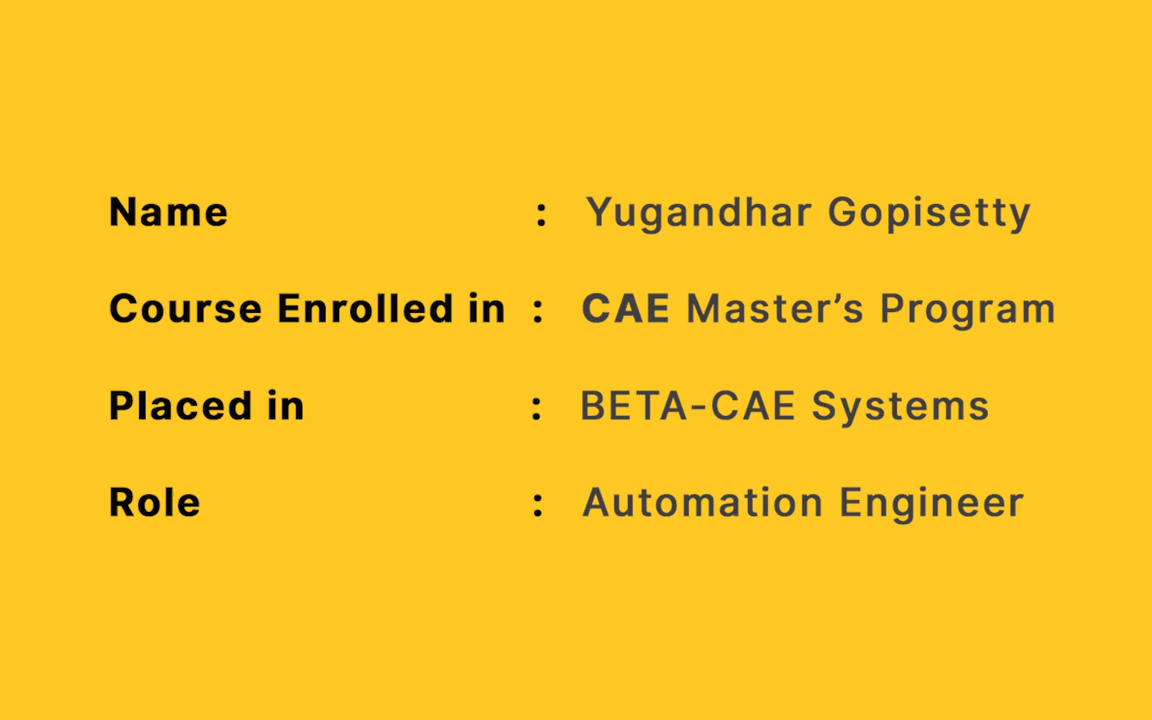 Name : Yugandhar Gopisetty
Course Enrolled in : CAE Master’s Program
Placed in : BETA-CAE Systems
Role : Automation Engineer